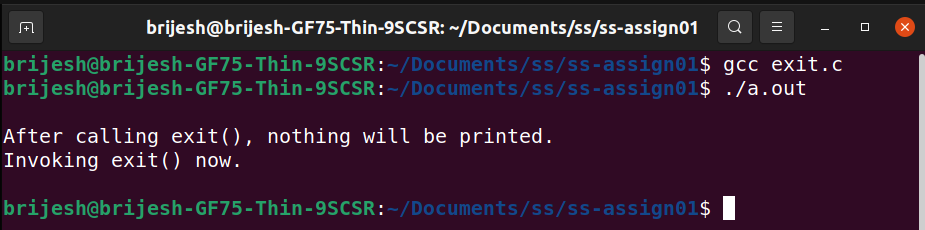 brijesh@brijesh-GF75-Thin-9SCSR: ~/Documents/ss/ss-assign01
brijesh@brijesh-GF75-Thin-9SCSR:~/Documents/ss/ss-assign01$ gcc exit.c
brijesh@brijesh-GF75-Thin-9SCSR:~/Documents/ss/ss-assign01$ ./a.out
After calling exit(), nothing will be printed.
Invoking exit() now.
brijesh@brijesh-GF75-Thin-9SCSR:~/Documents/ss/ss-assign01$